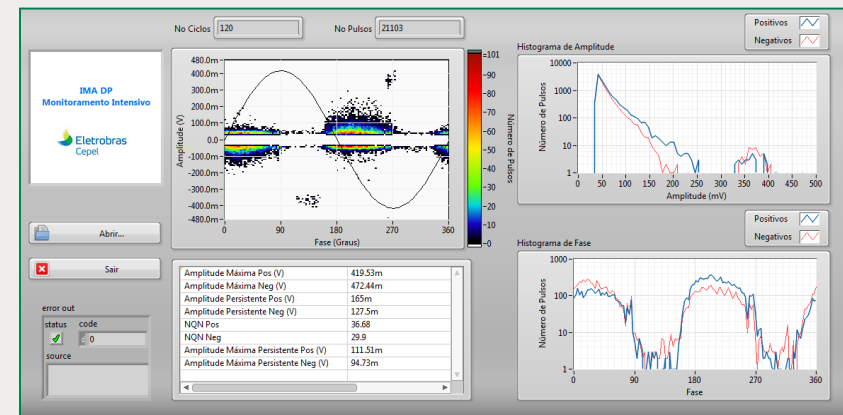 No Ciclos 120
No Pulsos 21103
IMA DP
Monitoramento Intensivo
Eletrobras
Cepel
Abrir...
Sair
error out
status code
0
source
480.0m
400.0m
300.0m
200.0m
100.0m
0.0
-100.0m
-200.0m
-300.0m
-400.0m
-480.0m
Amplitude (V)
0 90 180 270 360
Fase (Graus)
=101
-90
-80
-70
-60
-50
-40
-30
-20
-10
-0
Número de Pulsos
Amplitude Máxima Pos (V) 419.53m
Amplitude Máxima Neg (V) 472.44m
Amplitude Persistente Pos (V) 165m
Amplitude Persistente Neg (V) 127.5m
NQN Pos 36.68
NQN Neg 29.9
Amplitude Máxima Persistente Pos (V) 111.51m
Amplitude Máxima Persistente Neg (V) 94.73m
Positivos
Negativos
Histograma de Amplitude
10000
1000
100
10
1
Número de Pulsos
0 50 100 150 200 250 300 350 400 450 500
Amplitude (mV)
Positivos
Negativos
Histograma de Fase
1000
100
10
1
Número de Pulsos
0 90 180 270 360
Fase